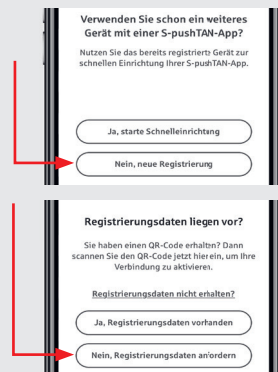 Verwenden Sie schon ein weiteres
Gerät mit einer S-pushTAN-App?
Nutzen Sie das bereits registrierte Gerät zur
schnellen Einrichtung Ihrer S-pushTAN-App.
Ja, starte Schnelleinrichtung
Nein, neue Registrierung
Registrierungsdaten liegen vor?
Sie haben einen QR-Code erhalten? Dann
scannen Sie den QR-Code jetzt hier ein, um Ihre
Verbindung zu aktivieren.
Registrierungsdaten nicht erhalten?
Ja, Registrierungsdaten vorhanden
Nein, Registrierungsdaten anfordern